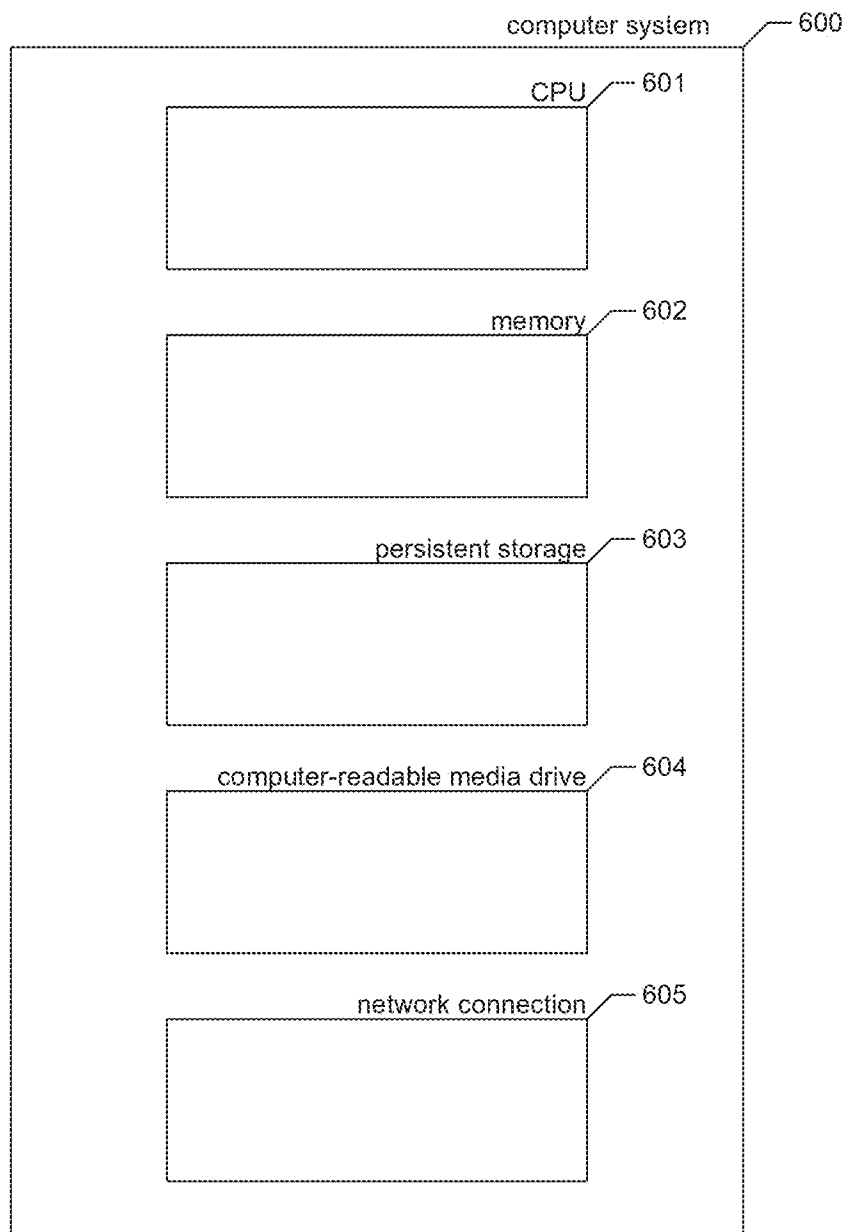 computer system 600
CPU 601
memory 602
persistent storage 603
computer-readable media drive 604
network connection 605